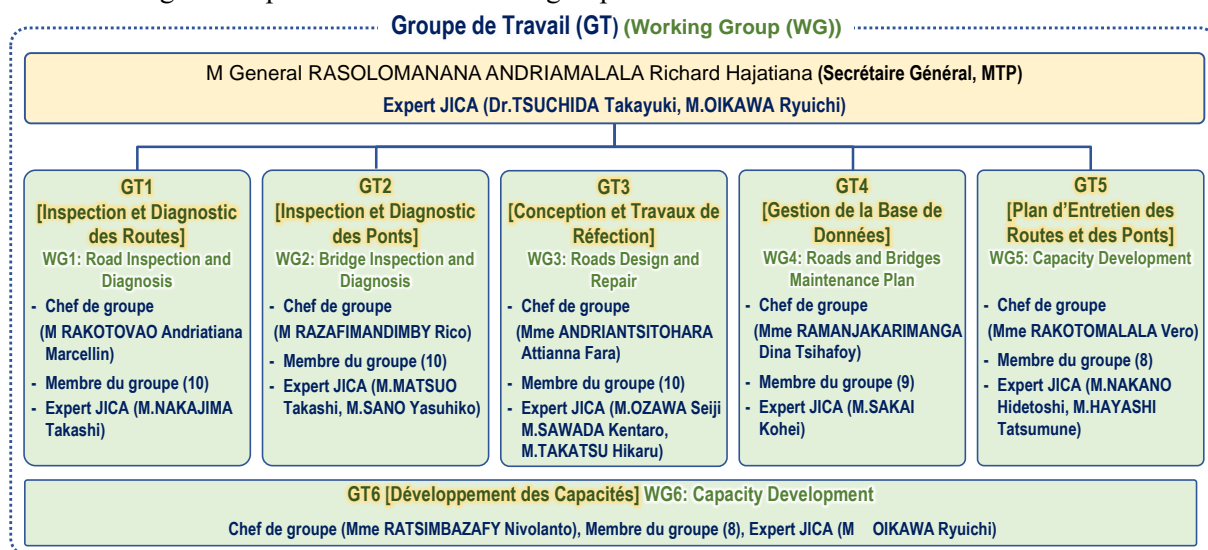 Groupe de Travail (GT) (Working Group (WG))
M General RASOLOMANANA ANDRIAMALALA Richard Hajatiana (Secrétaire Général, MTP)
Expert JICA (Dr.TSUCHIDA Takayuki, M.OIKAWA Ryuichi)
GT1
[Inspection et Diagnostic
des Routes]
WG1: Road Inspection and
Diagnosis
- Chef de groupe
(M RAKOTOVAO Andriatiana
Marcellin)
- Membre du groupe (10)
- Expert JICA (M.NAKAJIMA
Takashi)
GT2
[Inspection et Diagnostic
des Ponts]
WG2: Bridge Inspection and
Diagnosis
- Chef de groupe
(M RAZAFIMANDIMBY Rico)
- Membre du groupe (10)
- Expert JICA (M.MATSUO
Takashi, M.SANO Yasuhiko)
GT3
[Conception et Travaux de
Réfection]
WG3: Roads Design and
Repair
- Chef de groupe
(Mme ANDRIANTSITOHARA
Attianna Fara)
- Membre du groupe (10)
- Expert JICA (M.OZAWA Seiji
M.SAWADA Kentaro,
M.TAKATSU Hikaru)
GT4
[Gestion de la Base de
Données]
WG4: Roads and Bridges
Maintenance Plan
- Chef de groupe
(Mme RAMANJAKARIMANGA
Dina Tsihafoy)
- Membre du groupe (9)
- Expert JICA (M.SAKAI
Kohei)
GT5
[Plan d'Entretien des
Routes et des Ponts]
WG5: Capacity Development
- Chef de groupe
(Mme RAKOTOMALALA Vero)
- Membre du groupe (8)
- Expert JICA (M.NAKANO
Hidetoshi, M.HAYASHI
Tatsumune)
GT6 [Développement des Capacités] WG6: Capacity Development
Chef de groupe (Mme RATSIMBAZAFY Nivolanto), Membre du groupe (8), Expert JICA (M OIKAWA Ryuichi)